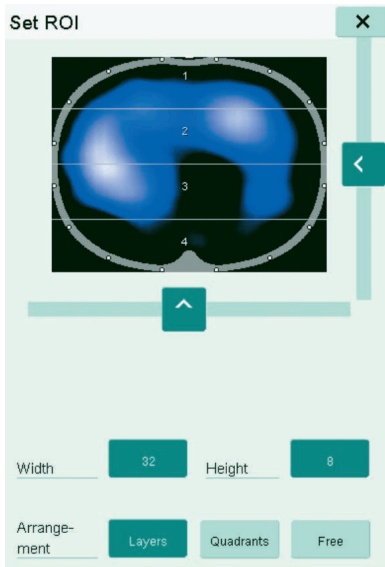 Set ROI
1
2
3
4
Width
32
Height
8
Arrange-
ment
Layers
Quadrants
Free